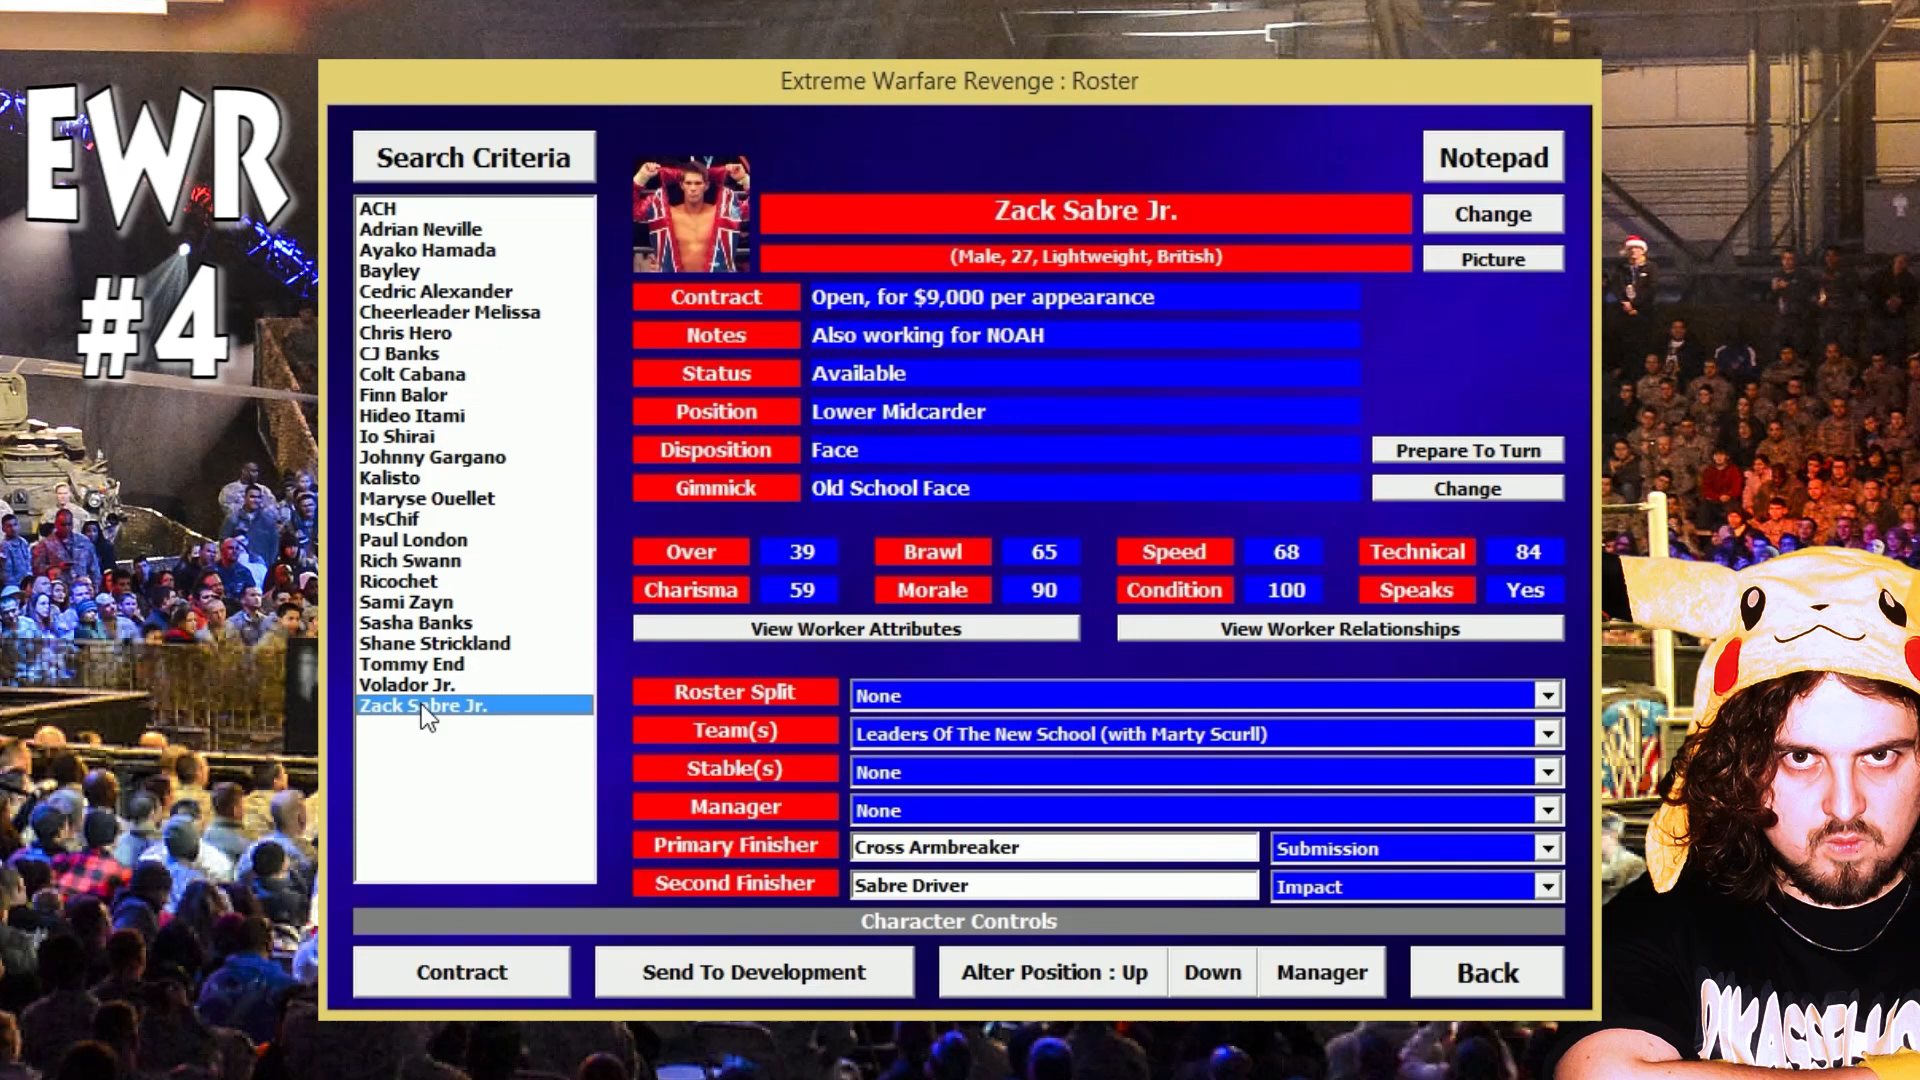 EWR
#4
Extreme Warfare Revenge : Roster
Search Criteria
ACH
Adrian Neville
Ayako Hamada
Bayley
Cedric Alexander
Cheerleader Melissa
Chris Hero
CJ Banks
Colt Cabana
Finn Balor
Hideo Itami
Io Shirai
Johnny Gargano
Kalisto
Maryse Ouellet
MsChif
Paul London
Rich Swann
Ricochet
Sami Zayn
Sasha Banks
Shane Strickland
Tommy End
Volador Jr.
Zack Sabre Jr.
Notepad
Zack Sabre Jr.
Change
(Male, 27, Lightweight, British)
Picture
Contract Open, for $9,000 per appearance
Notes Also working for NOAH
Status Available
Position Lower Midcarder
Disposition Face Prepare To Turn
Gimmick Old School Face Change
Over 39 Brawl 65 Speed 68 Technical 84
Charisma 59 Morale 90 Condition 100 Speaks Yes
View Worker Attributes View Worker Relationships
Roster Split None
Team(s) Leaders Of The New School (with Marty Scurll)
Stable(s) None
Manager None
Primary Finisher Cross Armbreaker Submission
Second Finisher Sabre Driver Impact
Character Controls
Contract Send To Development Alter Position : Up Down Manager Back